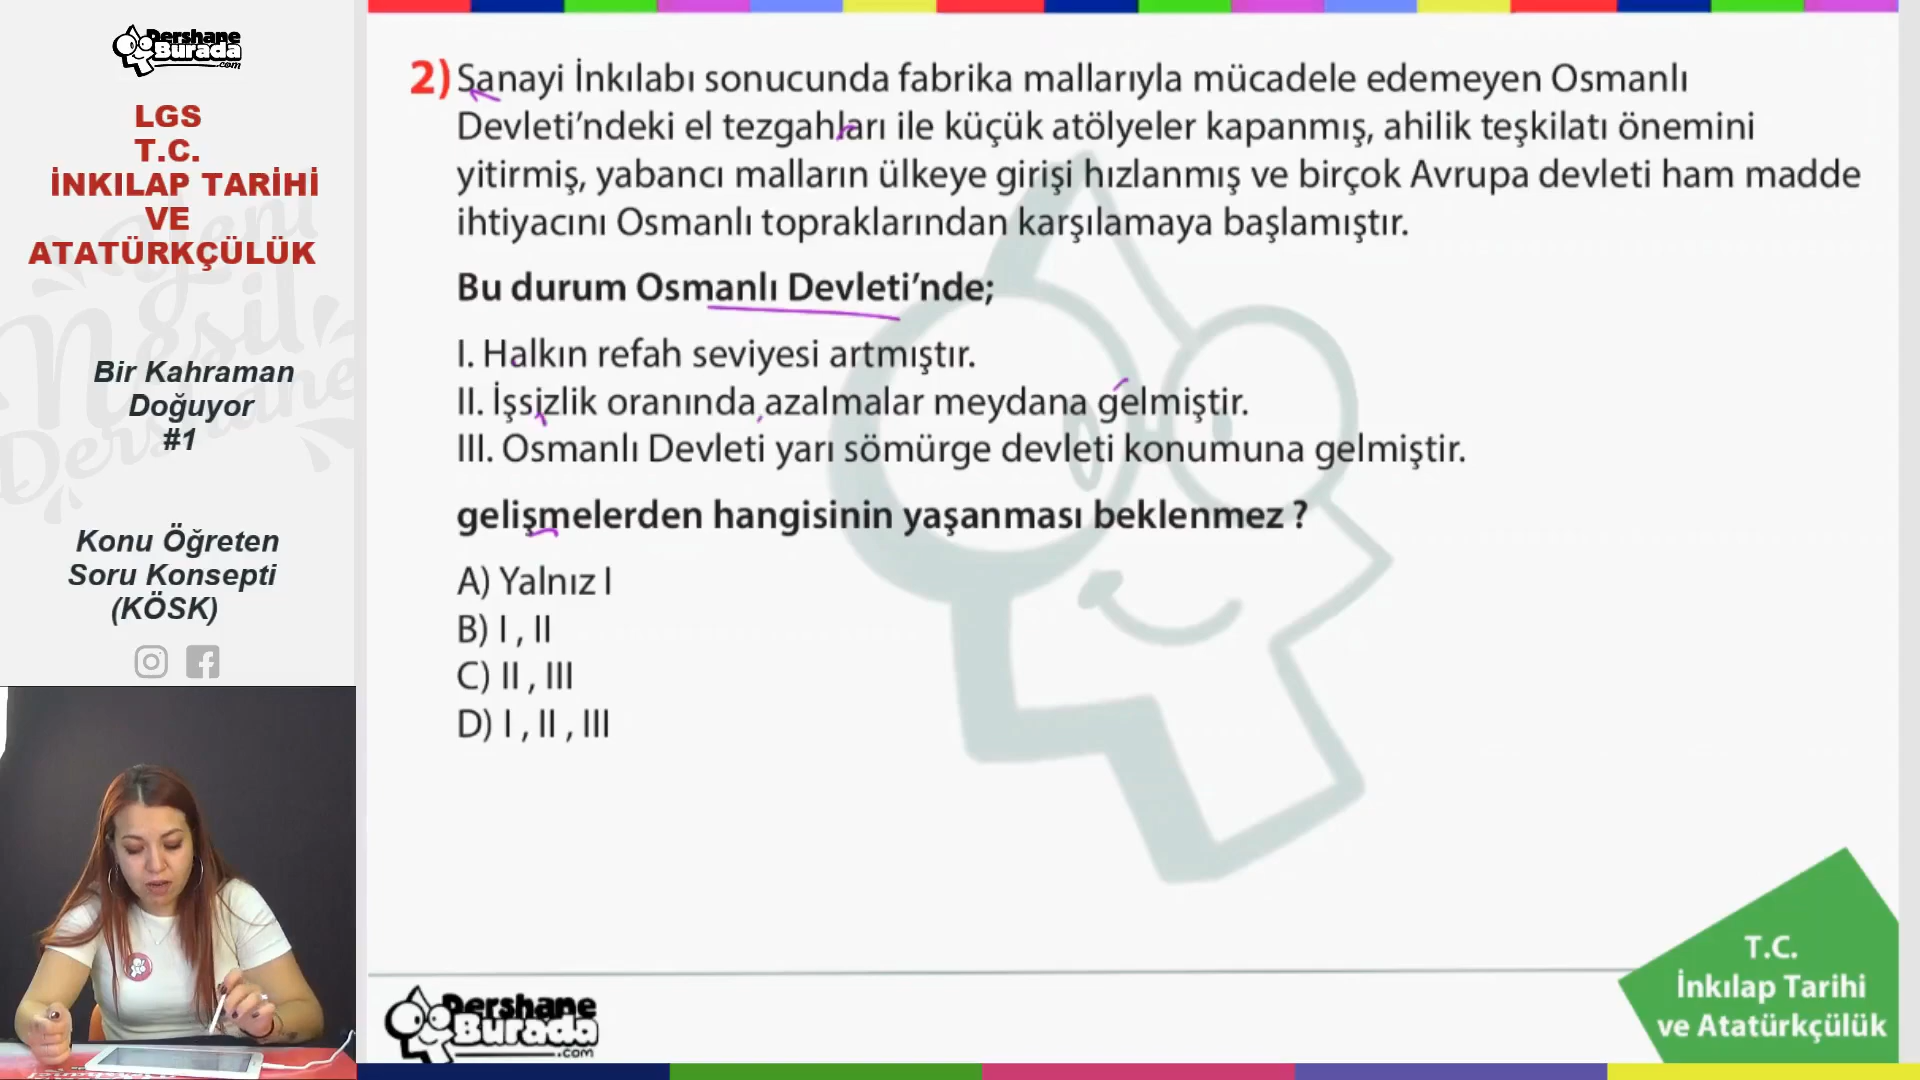 Dershane
Burada
.com
LGS
T.C.
İNKILAP TARİHİ
VE
ATATÜRKÇÜLÜK
Yeni
Nesil
Dershane
Bir Kahraman
Doğuyor
#1
Konu Öğreten
Soru Konsepti
(KÖSK)
2) Sanayi İnkılabı sonucunda fabrika mallarıyla mücadele edemeyen Osmanlı
Devleti’ndeki el tezgahları ile küçük atölyeler kapanmış, ahilik teşkilatı önemini
yitirmiş, yabancı malların ülkeye girişi hızlanmış ve birçok Avrupa devleti ham madde
ihtiyacını Osmanlı topraklarından karşılamaya başlamıştır.
Bu durum Osmanlı Devleti’nde;
I. Halkın refah seviyesi artmıştır.
II. İşsizlik oranında azalmalar meydana gelmiştir.
III. Osmanlı Devleti yarı sömürge devleti konumuna gelmiştir.
gelişmelerden hangisinin yaşanması beklenmez ?
A) Yalnız I
B) I , II
C) II , III
D) I , II , III
Dershane
Burada
.com
T.C.
İnkılap Tarihi
ve Atatürkçülük